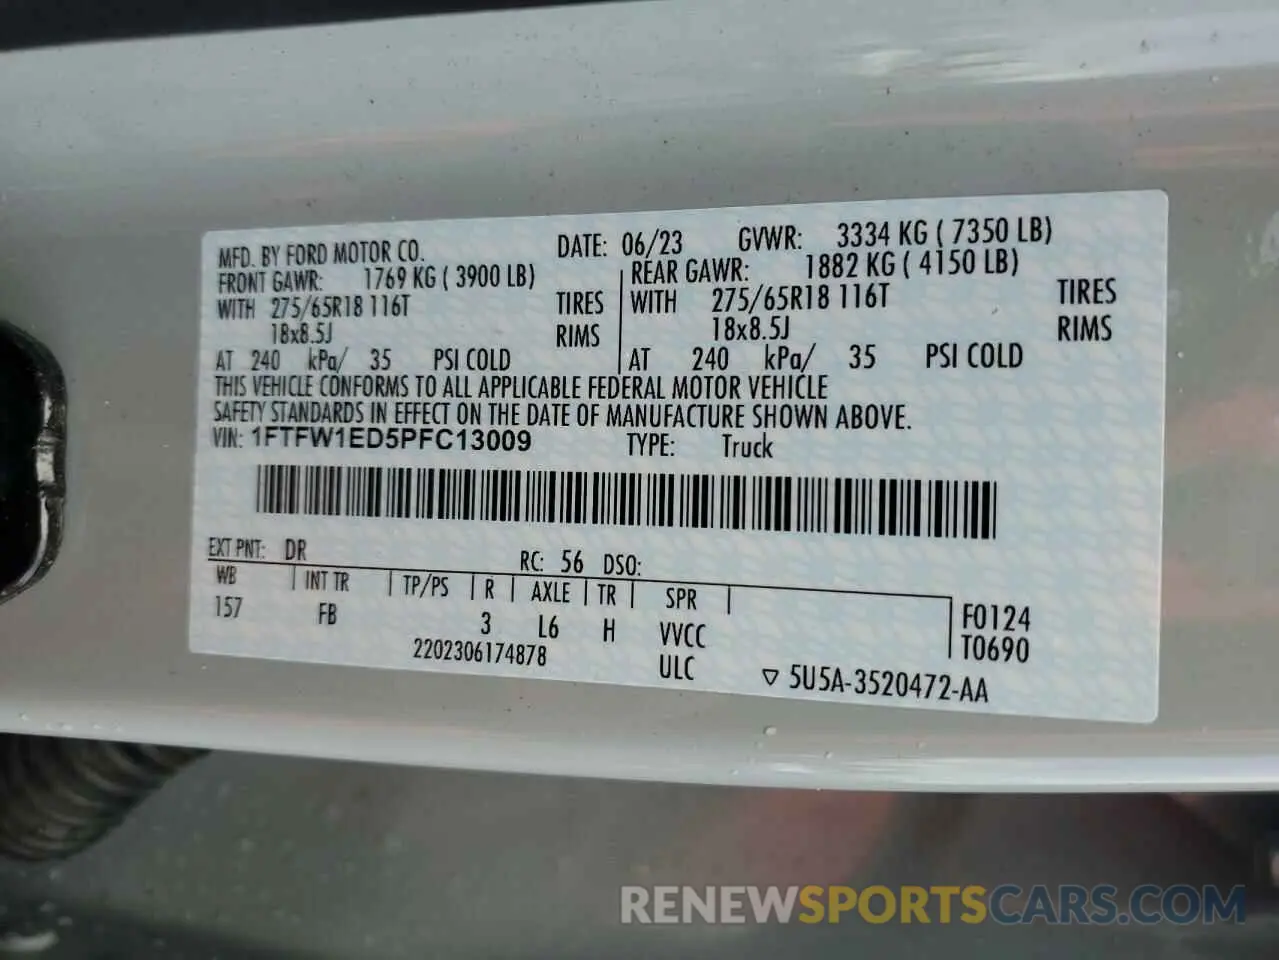 MFD. BY FORD MOTOR CO. DATE: 06/23 GVWR: 3334 KG ( 7350 LB)
FRONT GAWR: 1769 KG ( 3900 LB) REAR GAWR: 1882 KG ( 4150 LB)
WITH 275/65R18 116T TIRES WITH 275/65R18 116T TIRES
18x8.5J RIMS 18x8.5J RIMS
AT 240 kPa/ 35 PSI COLD AT 240 kPa/ 35 PSI COLD
THIS VEHICLE CONFORMS TO ALL APPLICABLE FEDERAL MOTOR VEHICLE
SAFETY STANDARDS IN EFFECT ON THE DATE OF MANUFACTURE SHOWN ABOVE.
VIN: 1FTFW1ED5PFC13009 TYPE: Truck
EXT PNT: DR RC: 56 DSO:
WB INT TR TP/PS R AXLE TR SPR
157 FB 3 L6 H VVCC F0124
2202306174878 ULC T0690
▽ 5U5A-3520472-AA
RENEWSPORTSCARS.COM